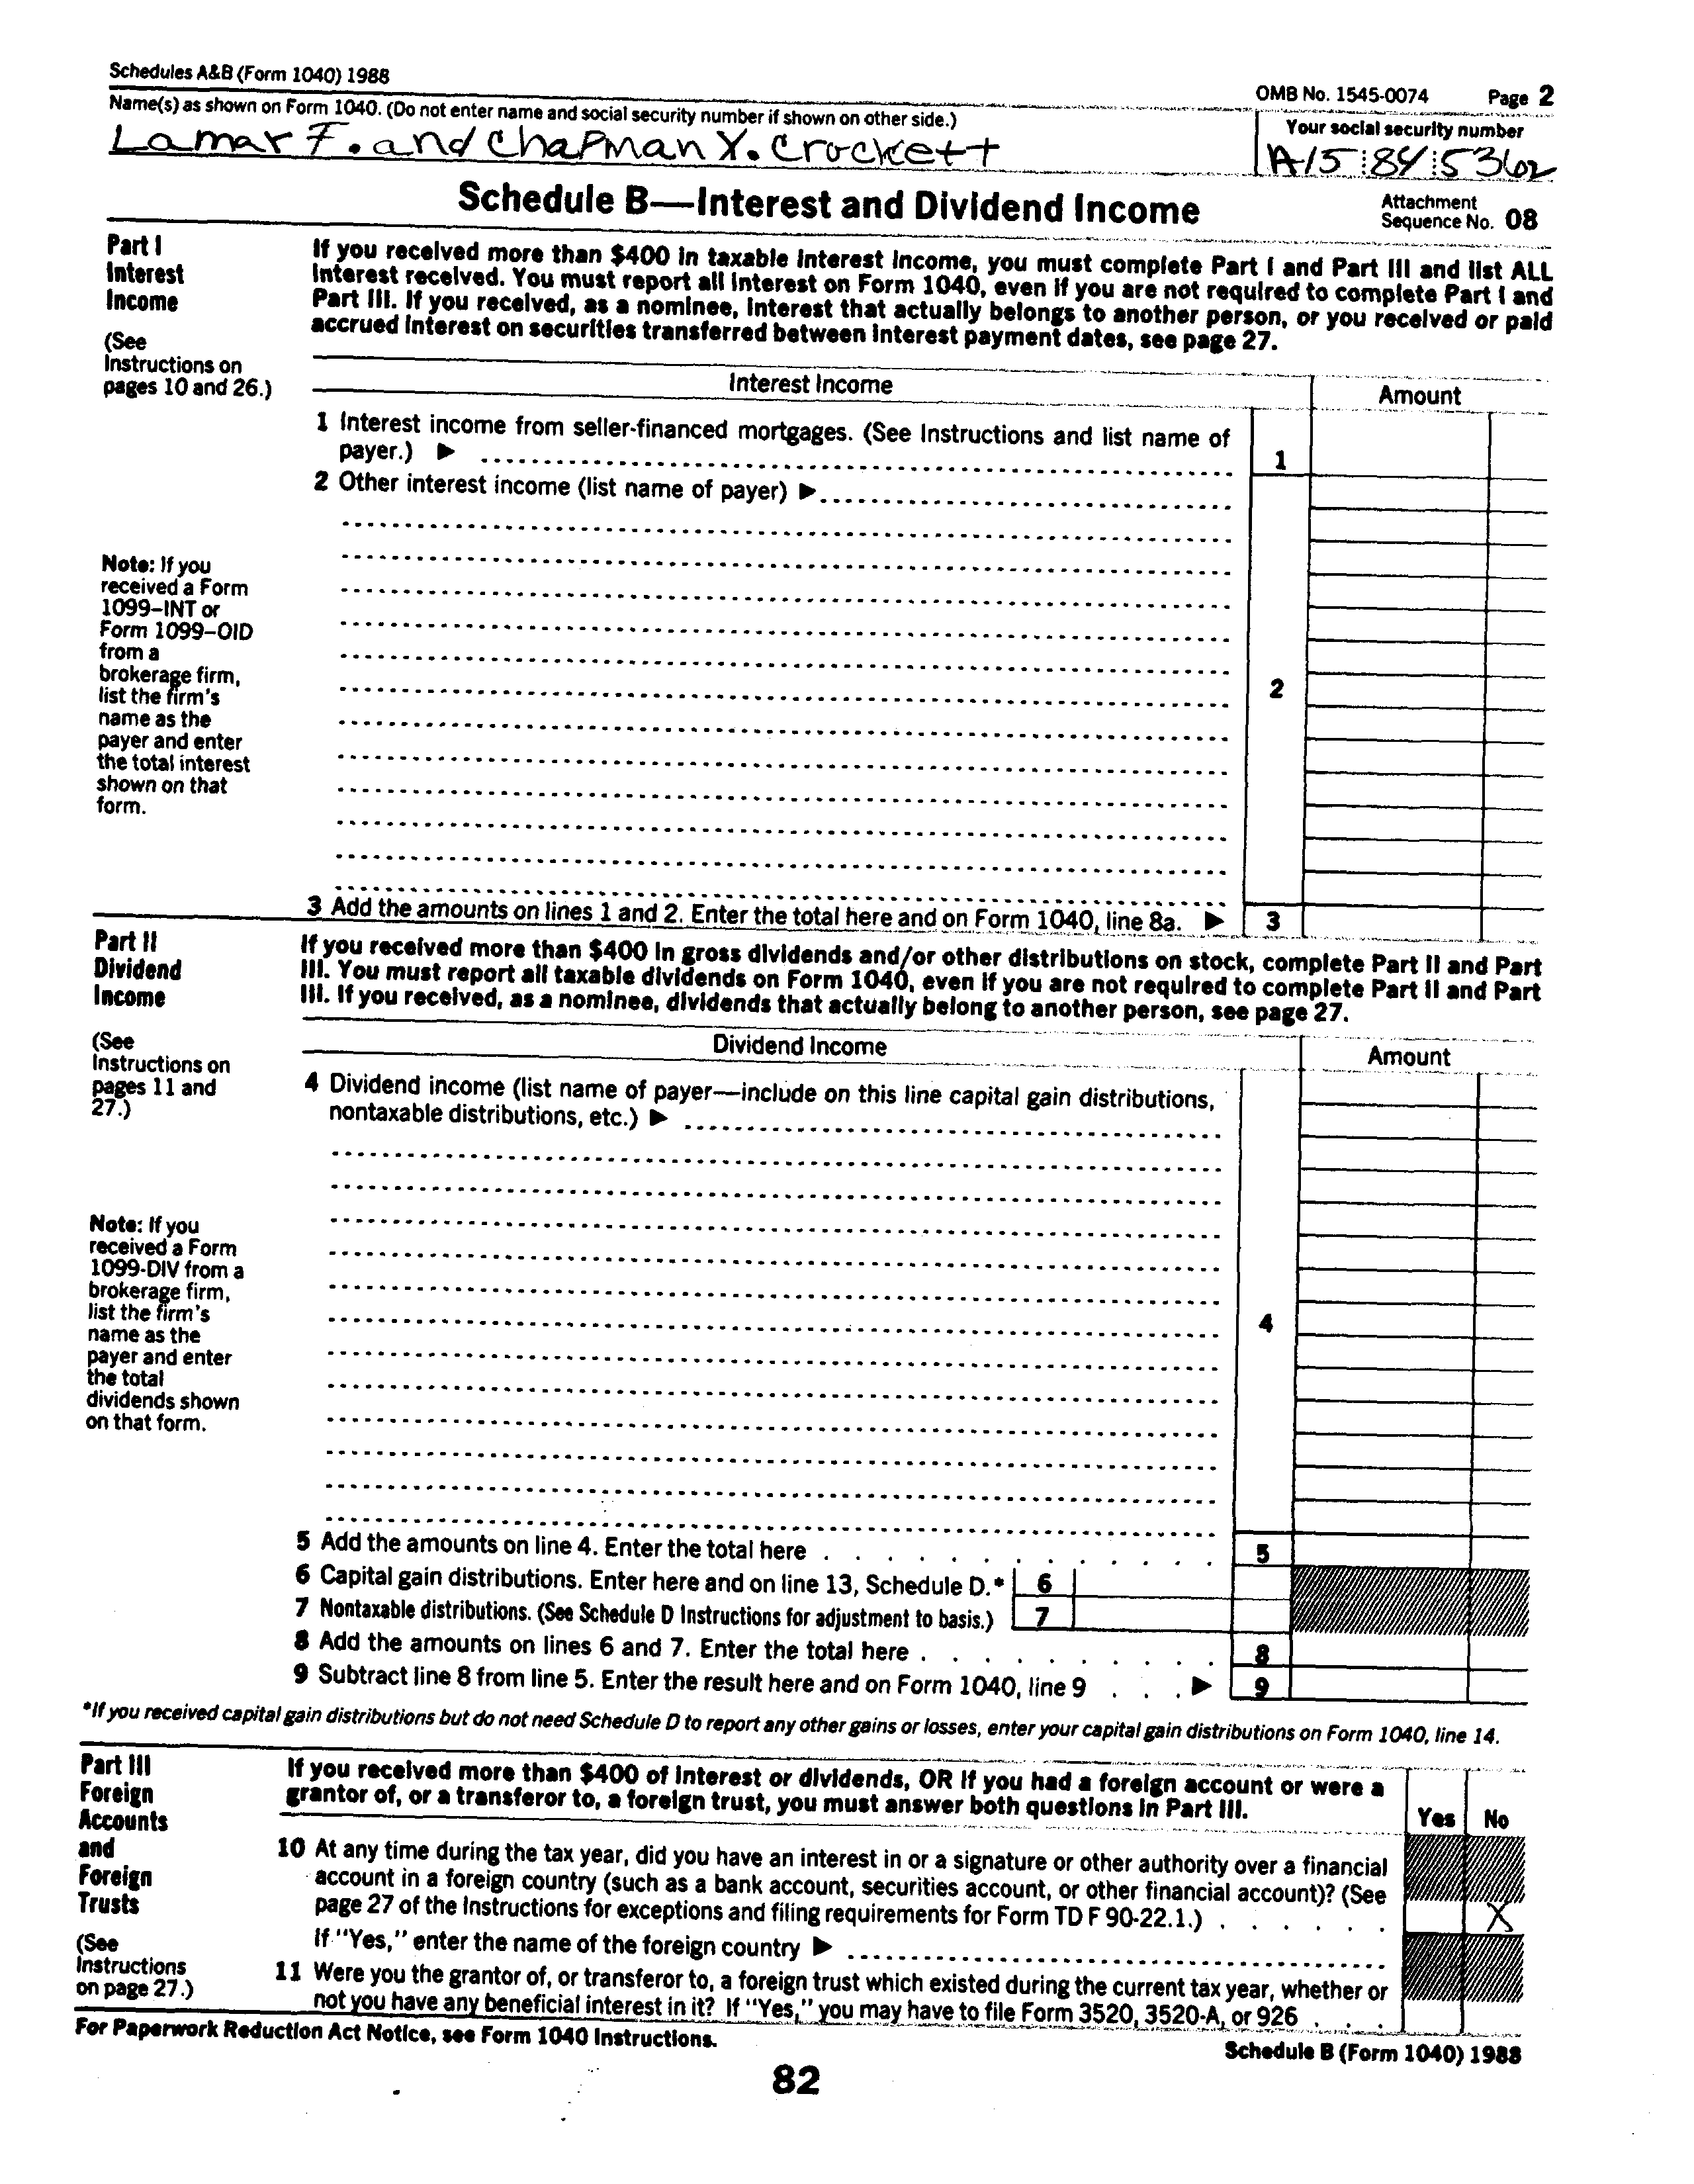 Schedules A&B (Form 1040) 1988
OMB No. 1545-0074 Page 2
Name(s) as shown on Form 1040. (Do not enter name and social security number if shown on other side.)
Your social security number
Lamar F. and Chapman Y. Crockett
Schedule B—Interest and Dividend Income
Attachment
Sequence No. 08
Part I
Interest
Income
(See
Instructions on
pages 10 and 26.)
If you received more than $400 in taxable interest income, you must complete Part I and Part III and list ALL
interest received. You must report all interest on Form 1040, even if you are not required to complete Part I and
Part III. If you received, as a nominee, interest that actually belongs to another person, or you received or paid
accrued interest on securities transferred between interest payment dates, see page 27.
Interest Income
Amount
1 Interest income from seller-financed mortgages. (See Instructions and list name of
payer.) ▶
1
2 Other interest income (list name of payer) ▶
Note: If you
received a Form
1099–INT or
Form 1099–OID
from a
brokerage firm,
list the firm's
name as the
payer and enter
the total interest
shown on that
form.
2
3 Add the amounts on lines 1 and 2. Enter the total here and on Form 1040, line 8a. ▶ 3
Part II
Dividend
Income
(See
Instructions on
pages 11 and
27.)
If you received more than $400 in gross dividends and/or other distributions on stock, complete Part II and Part
III. You must report all taxable dividends on Form 1040, even if you are not required to complete Part II and Part
III. If you received, as a nominee, dividends that actually belong to another person, see page 27.
Dividend Income
Amount
4 Dividend income (list name of payer—include on this line capital gain distributions,
nontaxable distributions, etc.) ▶
Note: If you
received a Form
1099-DIV from a
brokerage firm,
list the firm's
name as the
payer and enter
the total
dividends shown
on that form.
4
5 Add the amounts on line 4. Enter the total here . . . . . . . . . . . . . 5
6 Capital gain distributions. Enter here and on line 13, Schedule D.* 6
7 Nontaxable distributions. (See Schedule D Instructions for adjustment to basis.) 7
8 Add the amounts on lines 6 and 7. Enter the total here . . . . . . . . . . 8
9 Subtract line 8 from line 5. Enter the result here and on Form 1040, line 9 . . . ▶ 9
*If you received capital gain distributions but do not need Schedule D to report any other gains or losses, enter your capital gain distributions on Form 1040, line 14.
Part III
Foreign
Accounts
and
Foreign
Trusts
(See
Instructions
on page 27.)
If you received more than $400 of interest or dividends, OR if you had a foreign account or were a
grantor of, or a transferor to, a foreign trust, you must answer both questions in Part III.
Yes No
10 At any time during the tax year, did you have an interest in or a signature or other authority over a financial
account in a foreign country (such as a bank account, securities account, or other financial account)? (See
page 27 of the Instructions for exceptions and filing requirements for Form TD F 90-22.1.) . . . . . . X
If "Yes," enter the name of the foreign country ▶
11 Were you the grantor of, or transferor to, a foreign trust which existed during the current tax year, whether or
not you have any beneficial interest in it? If "Yes," you may have to file Form 3520, 3520-A, or 926 . . .
For Paperwork Reduction Act Notice, see Form 1040 Instructions.
Schedule B (Form 1040) 1988
82